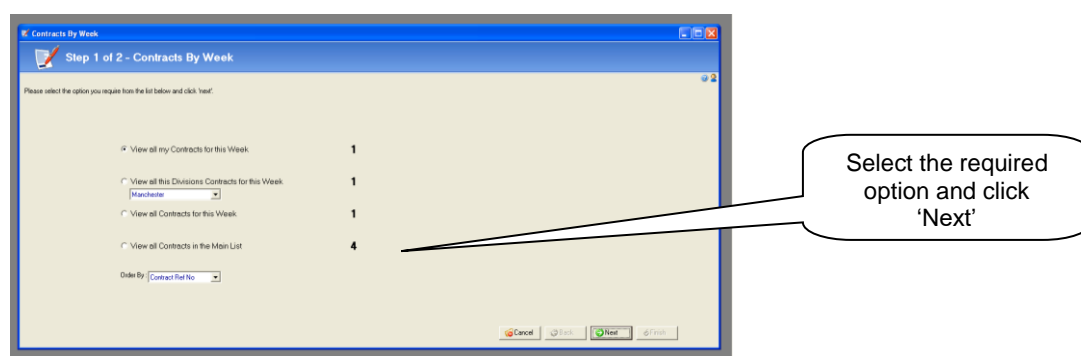 Contracts By Week
Step 1 of 2 - Contracts By Week
Please select the option you require from the list below and click 'next'.
View all my Contracts for this Week 1
View all this Divisions Contracts for this Week 1
Manchester
View all Contracts for this Week 1
View all Contracts in the Main List 4
Order By Contract Ref No
Cancel Back Next Finish
Select the required
option and click
‘Next’